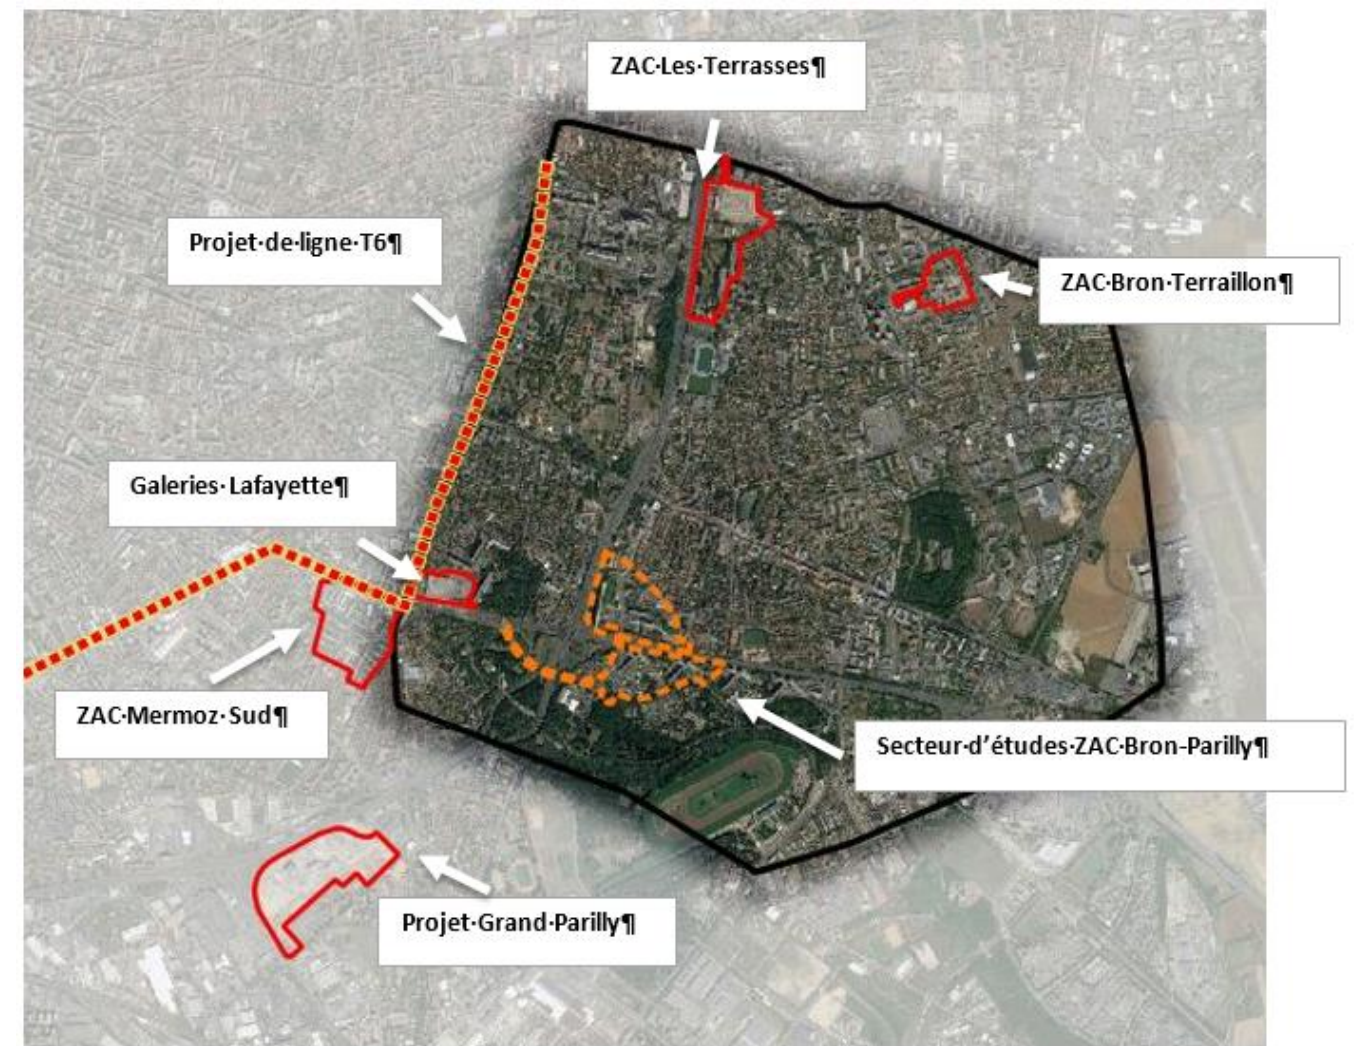 ZAC·Les·Terrasses¶
Projet·de·ligne·T6¶
ZAC·Bron·Terraillon¶
Galeries·Lafayette¶
ZAC·Mermoz·Sud¶
Secteur·d’études·ZAC·Bron-Parilly¶
Projet·Grand·Parilly¶